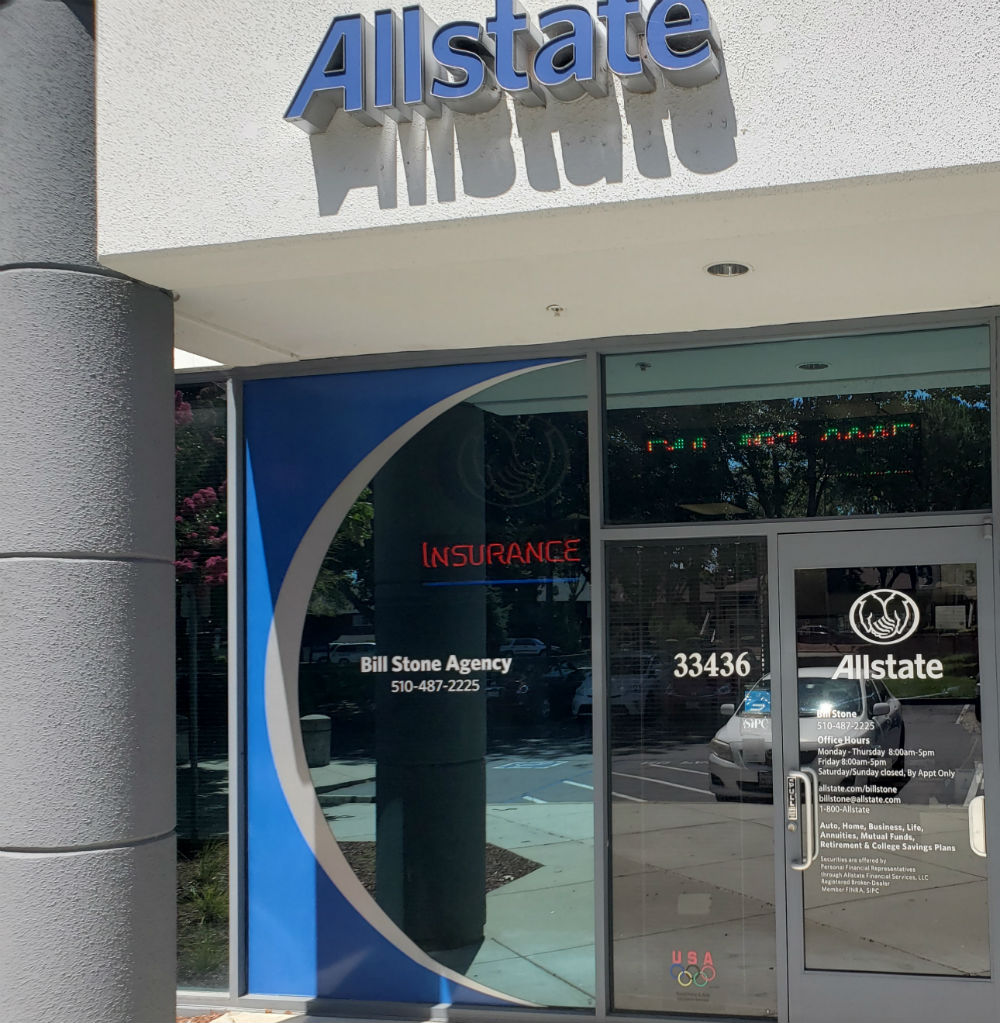 Allstate
INSURANCE
Bill Stone Agency
510-487-2225
33436
SIPC
USA
Allstate
Bill Stone
510-487-2225
Office Hours
Monday - Thursday 8:00am-5pm
Friday 8:00am-5pm
Saturday/Sunday closed, By Appt Only
allstate.com/billstone
billstone@allstate.com
1-800-Allstate
PULL
Auto, Home, Business, Life,
Annuities, Mutual Funds,
Retirement & College Savings Plans
Securities are offered by
Personal Financial Representatives
through Allstate Financial Services, LLC
Registered Broker-Dealer
Member FINRA, SIPC